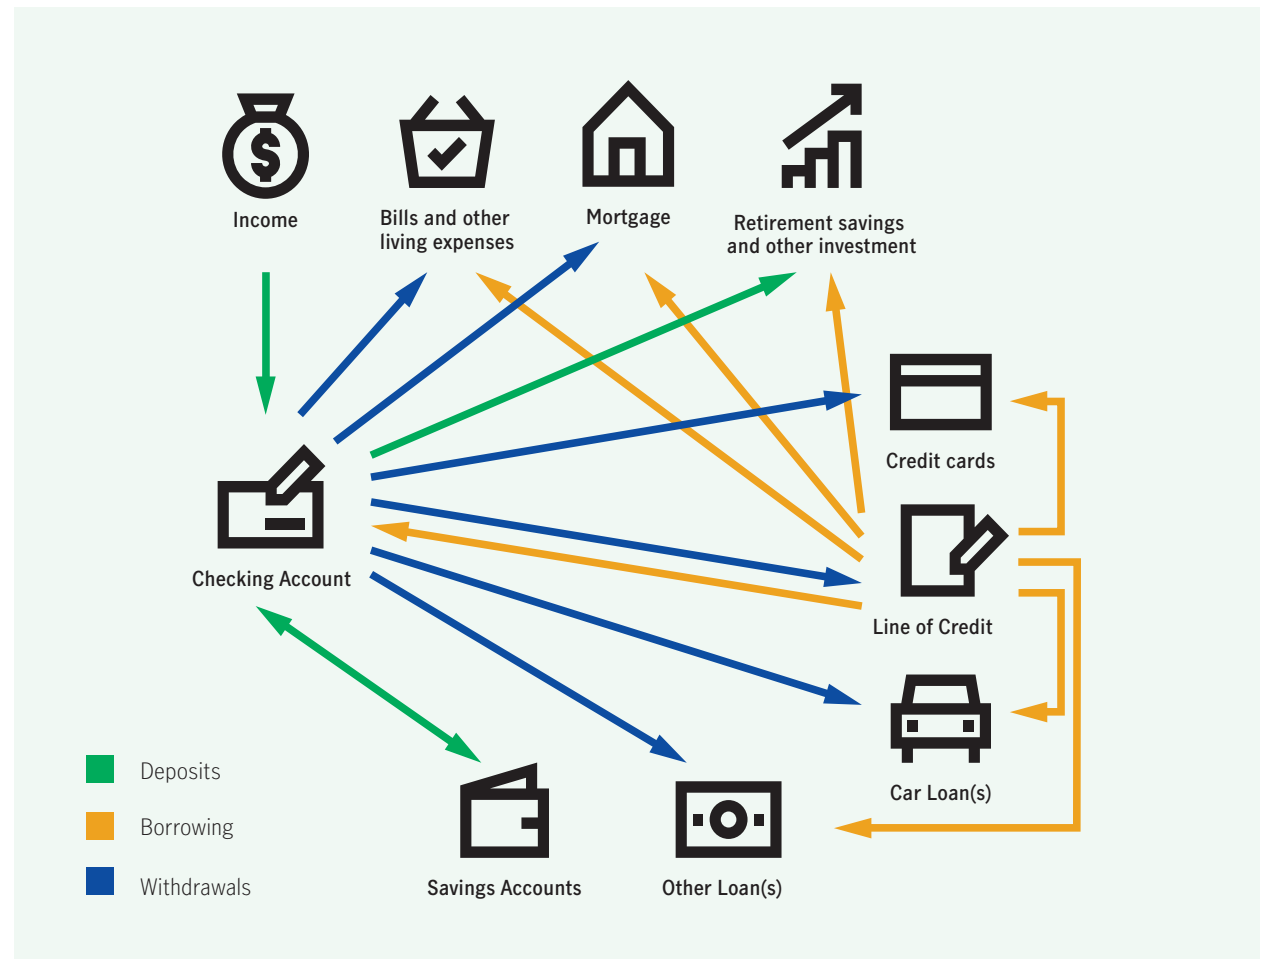 Income
Bills and other
living expenses
Mortgage
Retirement savings
and other investment
Credit cards
Checking Account
Line of Credit
Car Loan(s)
Deposits
Borrowing
Withdrawals
Savings Accounts
Other Loan(s)